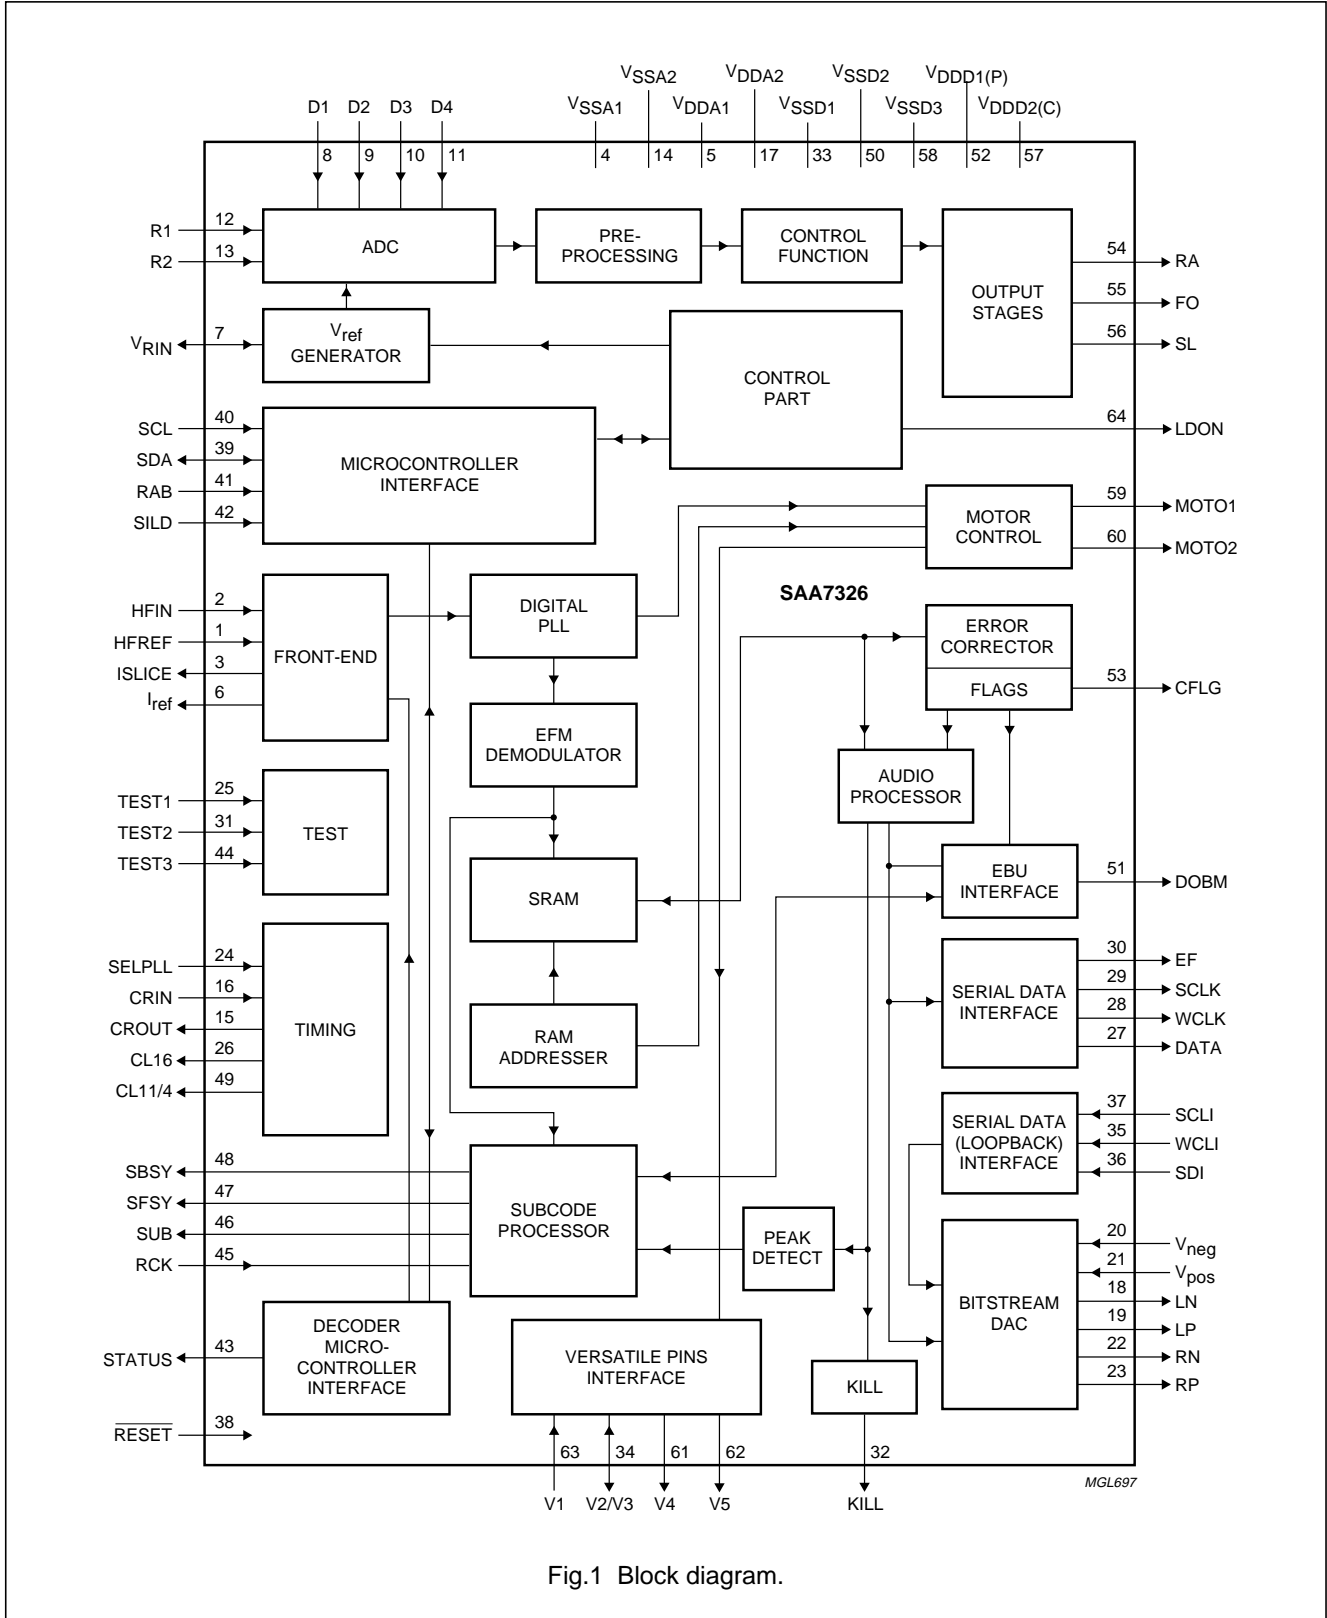 VSSA2 VDDA2 VSSD2 VDDD1(P)
D1 D2 D3 D4 VSSA1 VDDA1 VSSD1 VSSD3 VDDD2(C)
8 9 10 11 4 14 5 17 33 50 58 52 57
R1 12
R2 13
ADC
PRE-
PROCESSING
CONTROL
FUNCTION
OUTPUT
STAGES
54 RA
55 FO
56 SL
VRIN 7
Vref
GENERATOR
CONTROL
PART
64 LDON
SCL 40
SDA 39
RAB 41
SILD 42
MICROCONTROLLER
INTERFACE
MOTOR
CONTROL
59 MOTO1
60 MOTO2
SAA7326
HFIN 2
HFREF 1
ISLICE 3
Iref 6
FRONT-END
DIGITAL
PLL
ERROR
CORRECTOR
FLAGS
53 CFLG
EFM
DEMODULATOR
AUDIO
PROCESSOR
TEST1 25
TEST2 31
TEST3 44
TEST
SRAM
EBU
INTERFACE
51 DOBM
SELPLL 24
CRIN 16
CROUT 15
CL16 26
CL11/4 49
TIMING
RAM
ADDRESSER
SERIAL DATA
INTERFACE
30 EF
29 SCLK
28 WCLK
27 DATA
SERIAL DATA
(LOOPBACK)
INTERFACE
37 SCLI
35 WCLI
36 SDI
SBSY 48
SFSY 47
SUB 46
RCK 45
SUBCODE
PROCESSOR
PEAK
DETECT
BITSTREAM
DAC
20 Vneg
21 Vpos
18 LN
19 LP
22 RN
23 RP
STATUS 43
DECODER
MICRO-
CONTROLLER
INTERFACE
VERSATILE PINS
INTERFACE
KILL
RESET 38
63 34 61 62 32
V1 V2/V3 V4 V5 KILL
MGL697
Fig.1 Block diagram.